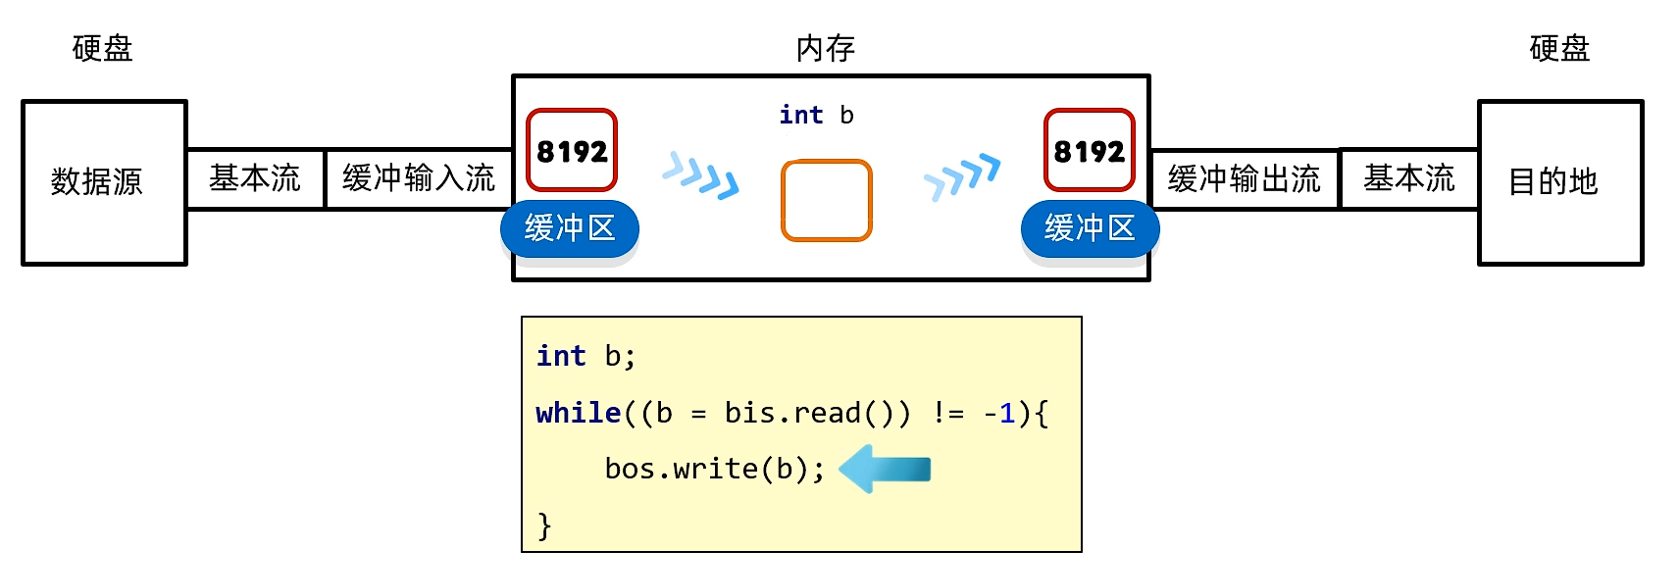 硬盘
内存
硬盘
int b
8192
8192
数据源
基本流
缓冲输入流
缓冲输出流
基本流
目的地
缓冲区
缓冲区
int b;
while((b = bis.read()) != -1){
    bos.write(b);
}